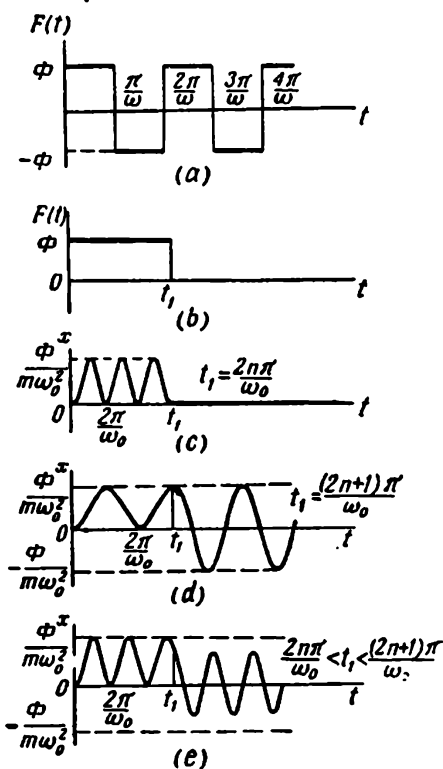 F(t)
Φ
π/ω 2π/ω 3π/ω 4π/ω
t
-Φ
(a)
F(t)
Φ
0
t₁
t
(b)
x
Φ/mω₀²
t₁ = 2nπ/ω₀
0
2π/ω₀
t₁
t
(c)
x
Φ/mω₀²
t₁ = (2n+1)π/ω₀
0
2π/ω₀
t₁
t
-Φ/mω₀²
(d)
x
Φ/mω₀²
2nπ/ω₀ < t₁ < (2n+1)π/ω
0
2π/ω₀
t₁
t
-Φ/mω₀²
(e)